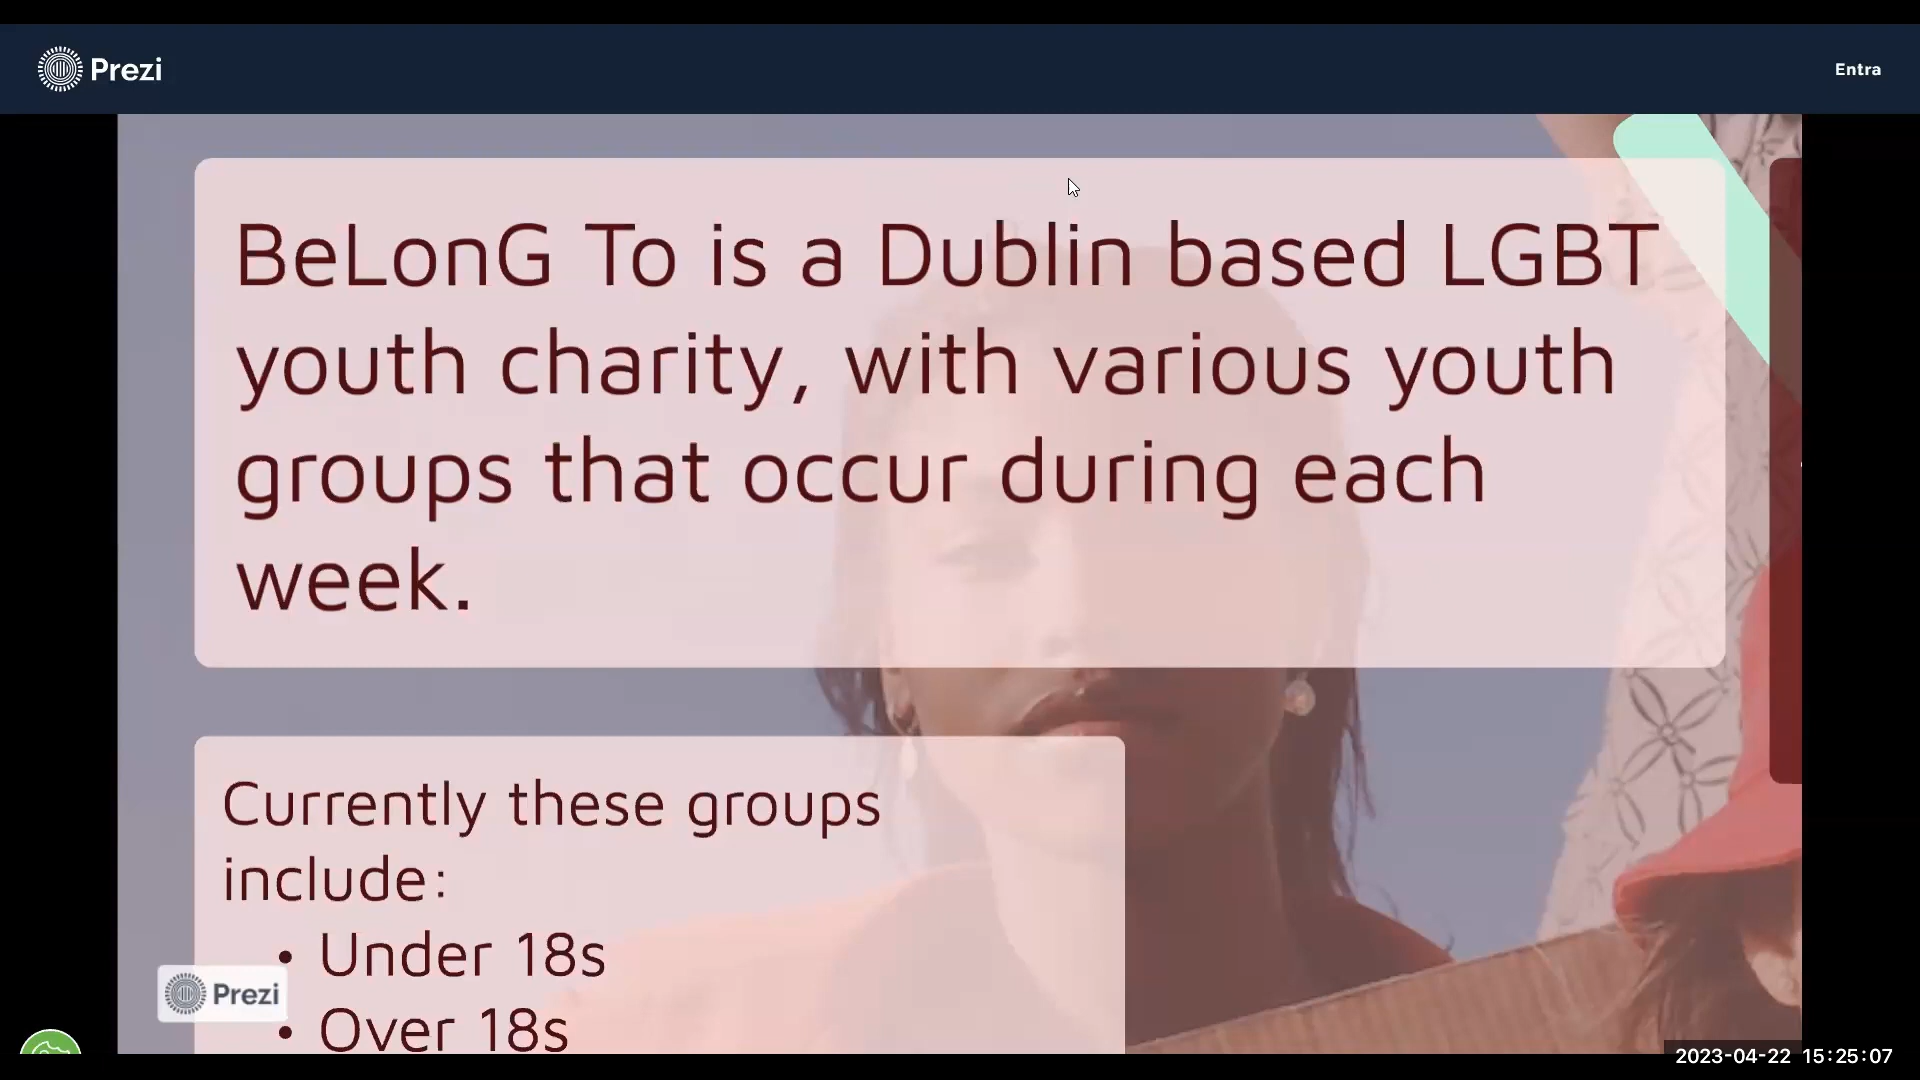 Prezi
Entra
BeLonG To is a Dublin based LGBT
youth charity, with various youth
groups that occur during each
week.
Currently these groups
include:
• Under 18s
Prezi
• Over 18s
2023-04-22 15:25:07